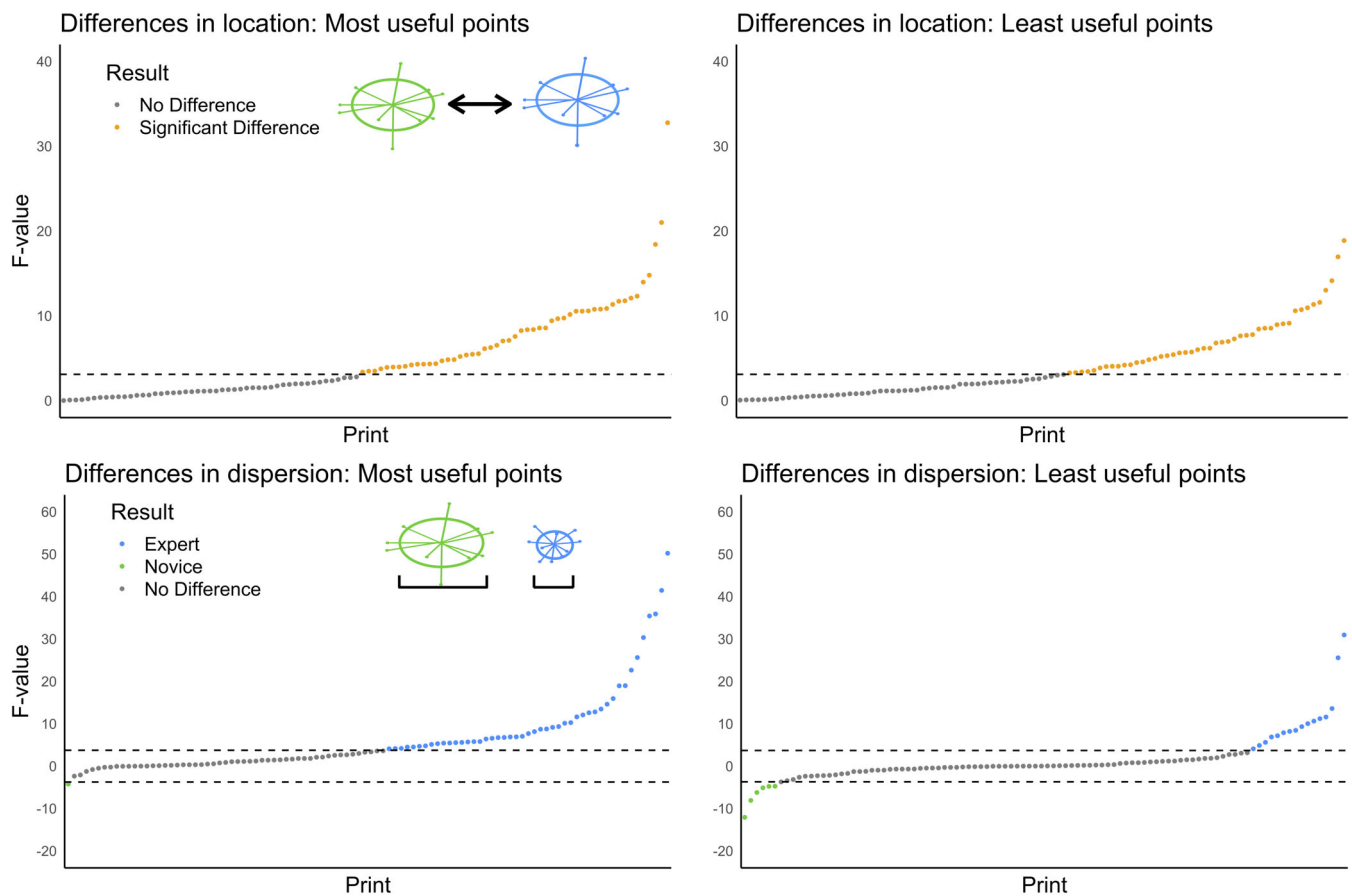 Differences in location: Most useful points
40
30
20
10
0
F-value
Result
No Difference
Significant Difference
Print
Differences in location: Least useful points
40
30
20
10
0
Print
Differences in dispersion: Most useful points
60
50
40
30
20
10
0
-10
-20
F-value
Result
Expert
Novice
No Difference
Print
Differences in dispersion: Least useful points
60
50
40
30
20
10
0
-10
-20
Print